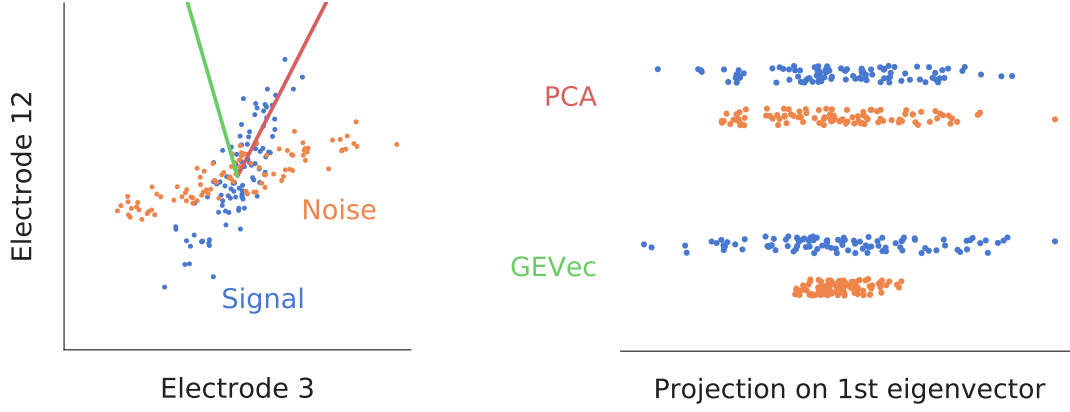 Electrode 12
Noise
Signal
Electrode 3
PCA
GEVec
Projection on 1st eigenvector